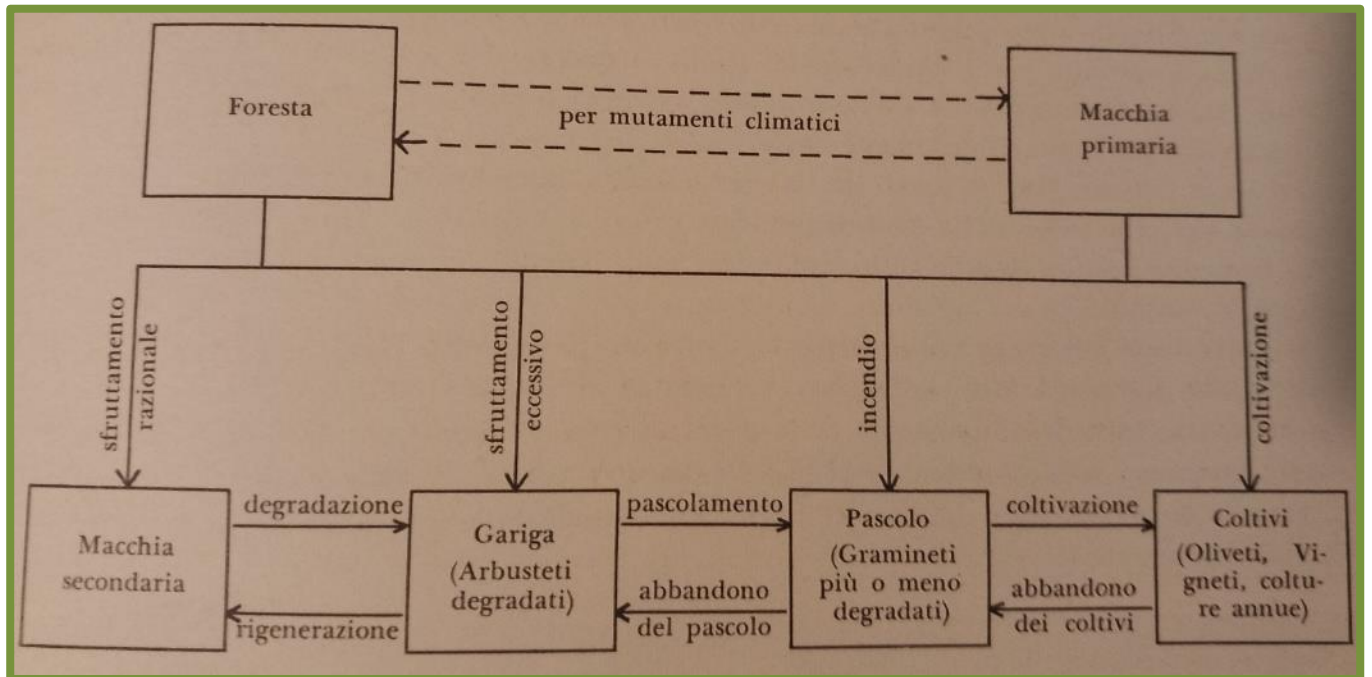 Foresta
per mutamenti climatici
Macchia
primaria
sfruttamento
razionale
sfruttamento
eccessivo
incendio
coltivazione
Macchia
secondaria
degradazione
rigenerazione
Gariga
(Arbusteti
degradati)
pascolamento
abbandono
del pascolo
Pascolo
(Gramineti
più o meno
degradati)
coltivazione
abbandono
dei coltivi
Coltivi
(Oliveti, Vi-
gneti, coltu-
re annue)